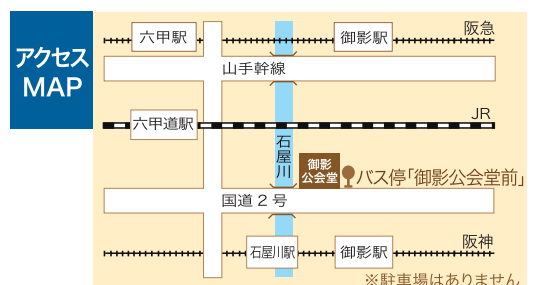 アクセス
MAP
阪急
六甲駅
御影駅
山手幹線
JR
六甲道駅
石屋川
御影
公会堂
バス停「御影公会堂前」
国道2号
阪神
石屋川駅
御影駅
※駐車場はありません